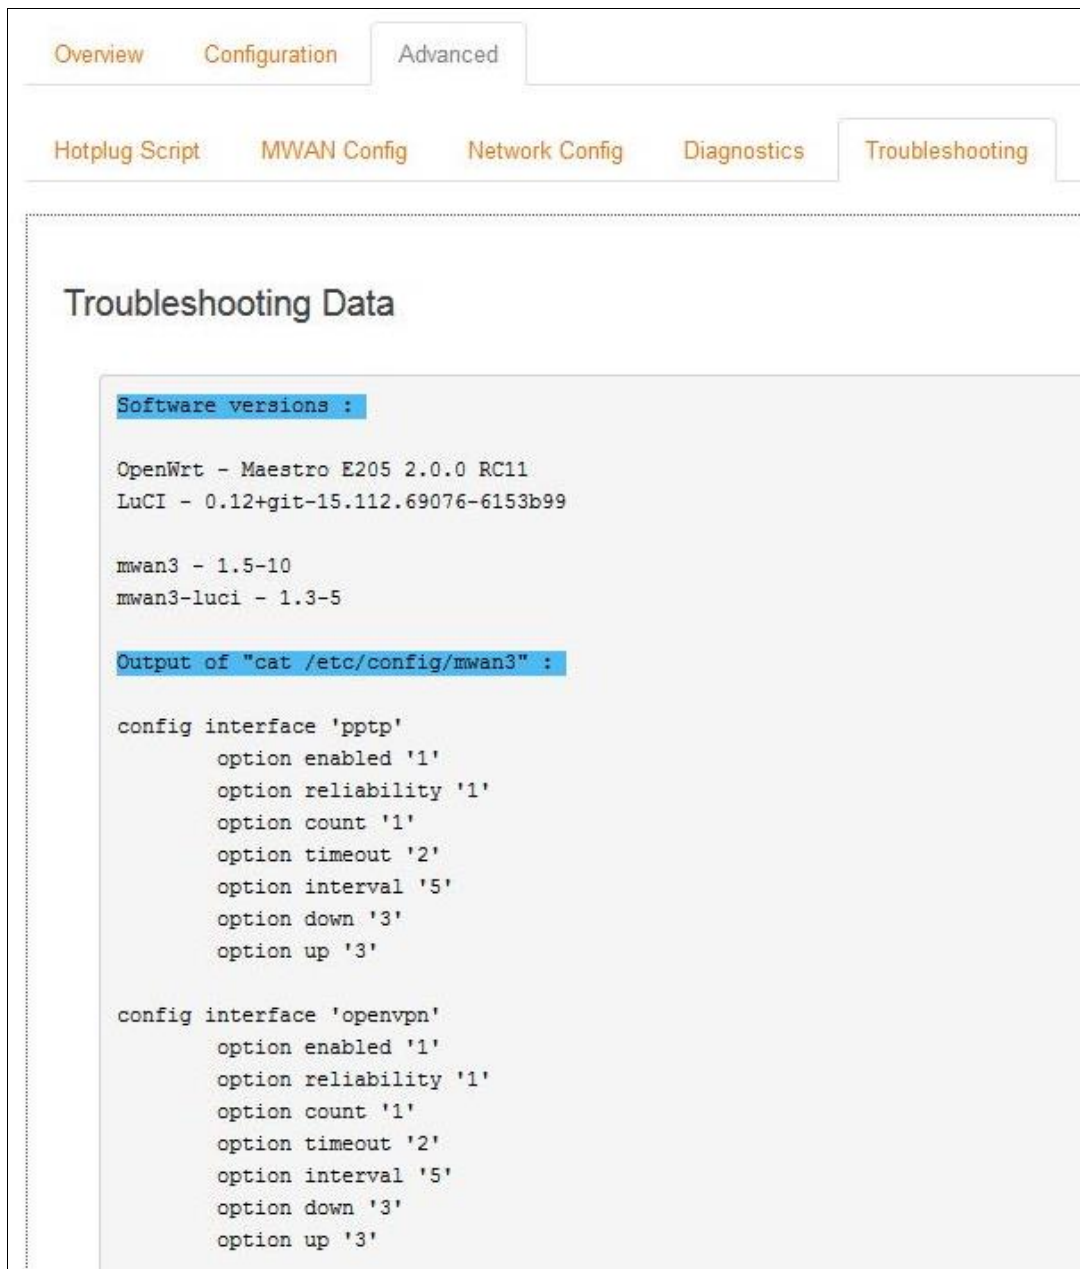 Overview Configuration Advanced
Hotplug Script MWAN Config Network Config Diagnostics Troubleshooting
Troubleshooting Data
Software versions :
OpenWrt - Maestro E205 2.0.0 RC11
LuCI - 0.12+git-15.112.69076-6153b99
mwan3 - 1.5-10
mwan3-luci - 1.3-5
Output of "cat /etc/config/mwan3" :
config interface 'pptp'
option enabled '1'
option reliability '1'
option count '1'
option timeout '2'
option interval '5'
option down '3'
option up '3'
config interface 'openvpn'
option enabled '1'
option reliability '1'
option count '1'
option timeout '2'
option interval '5'
option down '3'
option up '3'